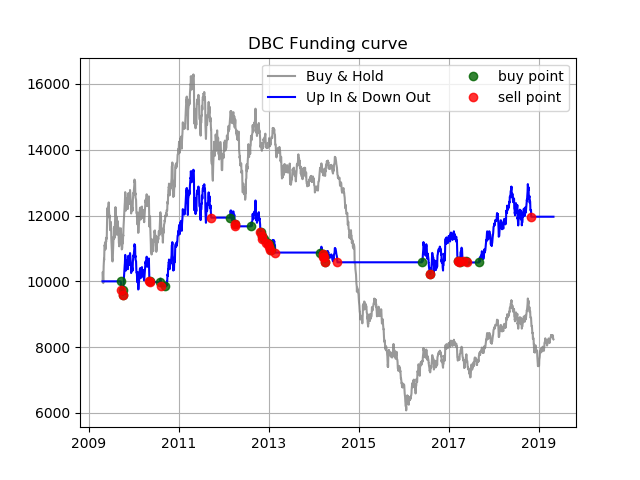 DBC Funding curve
Buy & Hold
Up In & Down Out
buy point
sell point
16000
14000
12000
10000
8000
6000
2009 2011 2013 2015 2017 2019